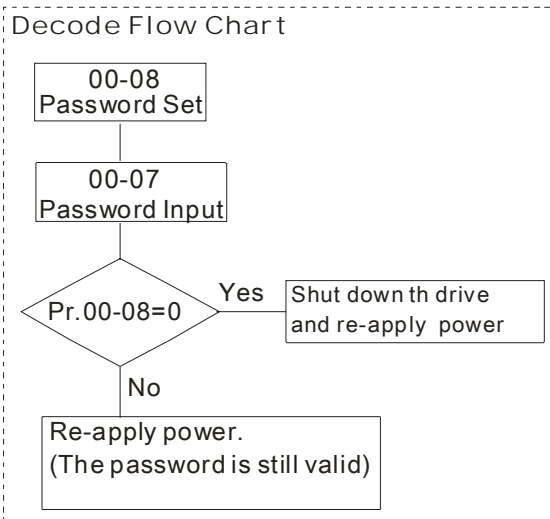 Decode Flow Chart
00-08
Password Set
00-07
Password Input
Pr.00-08=0
Yes
Shut down th drive
and re-apply power
No
Re-apply power.
(The password is still valid)